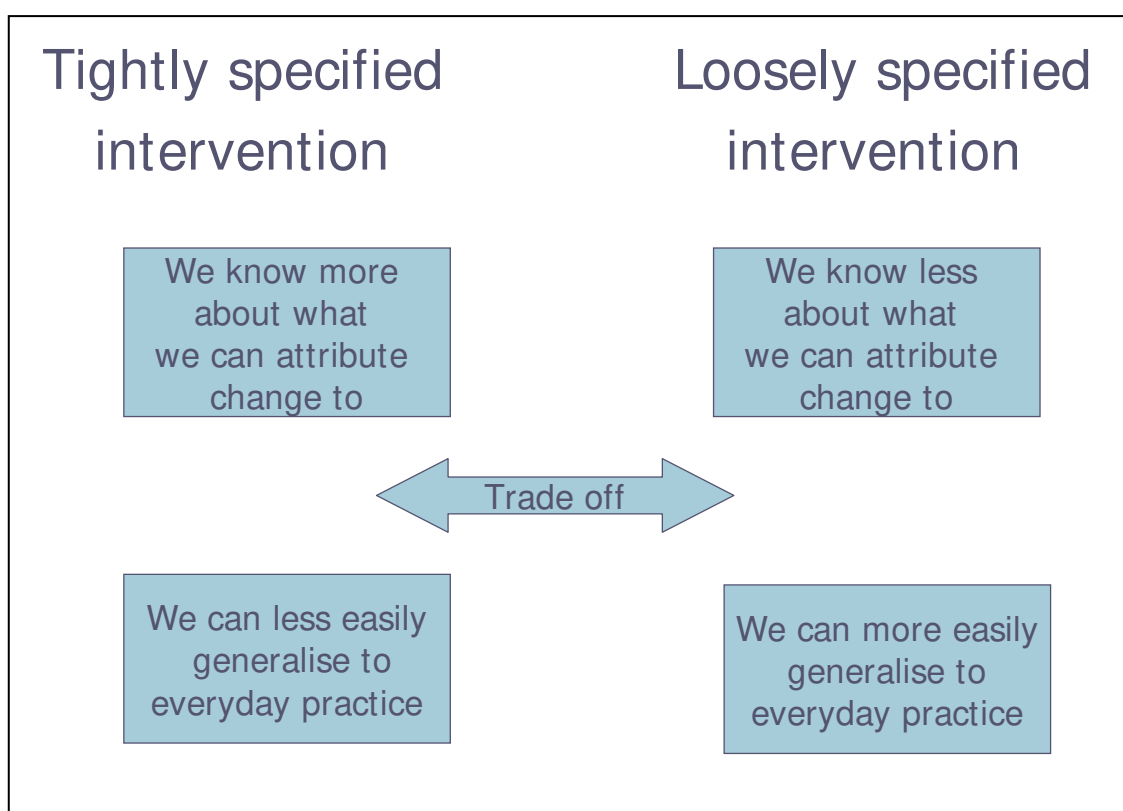 Tightly specified
intervention
Loosely specified
intervention
We know more
about what
we can attribute
change to
We know less
about what
we can attribute
change to
Trade off
We can less easily
generalise to
everyday practice
We can more easily
generalise to
everyday practice